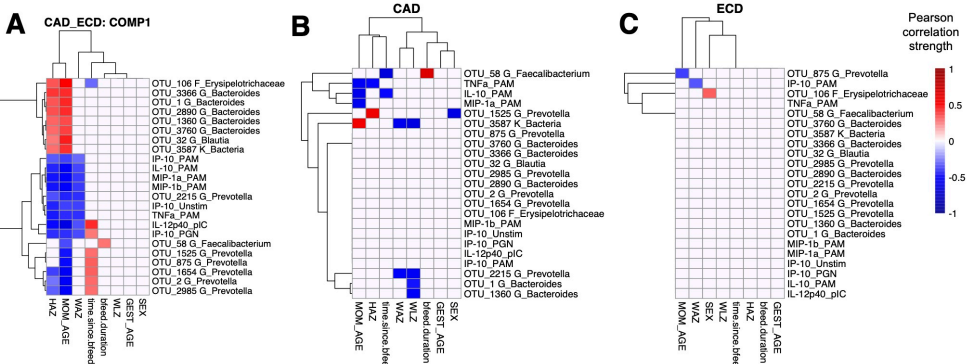 A
CAD_ECD: COMP1
OTU_106 F_Erysipelotrichaceae
OTU_3366 G_Bacteroides
OTU_1 G_Bacteroides
OTU_2890 G_Bacteroides
OTU_1360 G_Bacteroides
OTU_3760 G_Bacteroides
OTU_32 G_Blautia
OTU_3587 K_Bacteria
IP-10_PAM
IL-10_PAM
MIP-1a_PAM
MIP-1b_PAM
OTU_2215 G_Prevotella
IP-10_Unstim
TNFa_PAM
IL-12p40_pIC
IP-10_PGN
OTU_58 G_Faecalibacterium
OTU_1525 G_Prevotella
OTU_875 G_Prevotella
OTU_1654 G_Prevotella
OTU_2 G_Prevotella
OTU_2985 G_Prevotella
HAZ
MOM_AGE
WAZ
time.since.bfeed
bfeed.duration
WLZ
GEST_AGE
SEX
B
CAD
OTU_58 G_Faecalibacterium
TNFa_PAM
IL-10_PAM
MIP-1a_PAM
OTU_1525 G_Prevotella
OTU_3587 K_Bacteria
OTU_875 G_Prevotella
OTU_3760 G_Bacteroides
OTU_3366 G_Bacteroides
OTU_32 G_Blautia
OTU_2985 G_Prevotella
OTU_2890 G_Bacteroides
OTU_2 G_Prevotella
OTU_1654 G_Prevotella
OTU_106 F_Erysipelotrichaceae
MIP-1b_PAM
IP-10_Unstim
IP-10_PGN
IL-12p40_pIC
IP-10_PAM
OTU_2215 G_Prevotella
OTU_1 G_Bacteroides
OTU_1360 G_Bacteroides
MOM_AGE
HAZ
time.since.bfeed
WAZ
WLZ
bfeed.duration
GEST_AGE
SEX
C
ECD
OTU_875 G_Prevotella
IP-10_PAM
OTU_106 F_Erysipelotrichaceae
TNFa_PAM
OTU_58 G_Faecalibacterium
OTU_3760 G_Bacteroides
OTU_3587 K_Bacteria
OTU_3366 G_Bacteroides
OTU_32 G_Blautia
OTU_2985 G_Prevotella
OTU_2890 G_Bacteroides
OTU_2215 G_Prevotella
OTU_2 G_Prevotella
OTU_1654 G_Prevotella
OTU_1525 G_Prevotella
OTU_1360 G_Bacteroides
OTU_1 G_Bacteroides
MIP-1b_PAM
MIP-1a_PAM
IP-10_Unstim
IP-10_PGN
IL-10_PAM
IL-12p40_pIC
MOM_AGE
WAZ
SEX
WLZ
time.since.bfeed
HAZ
bfeed.duration
GEST_AGE
Pearson
correlation
strength
1
0.5
0
-0.5
-1